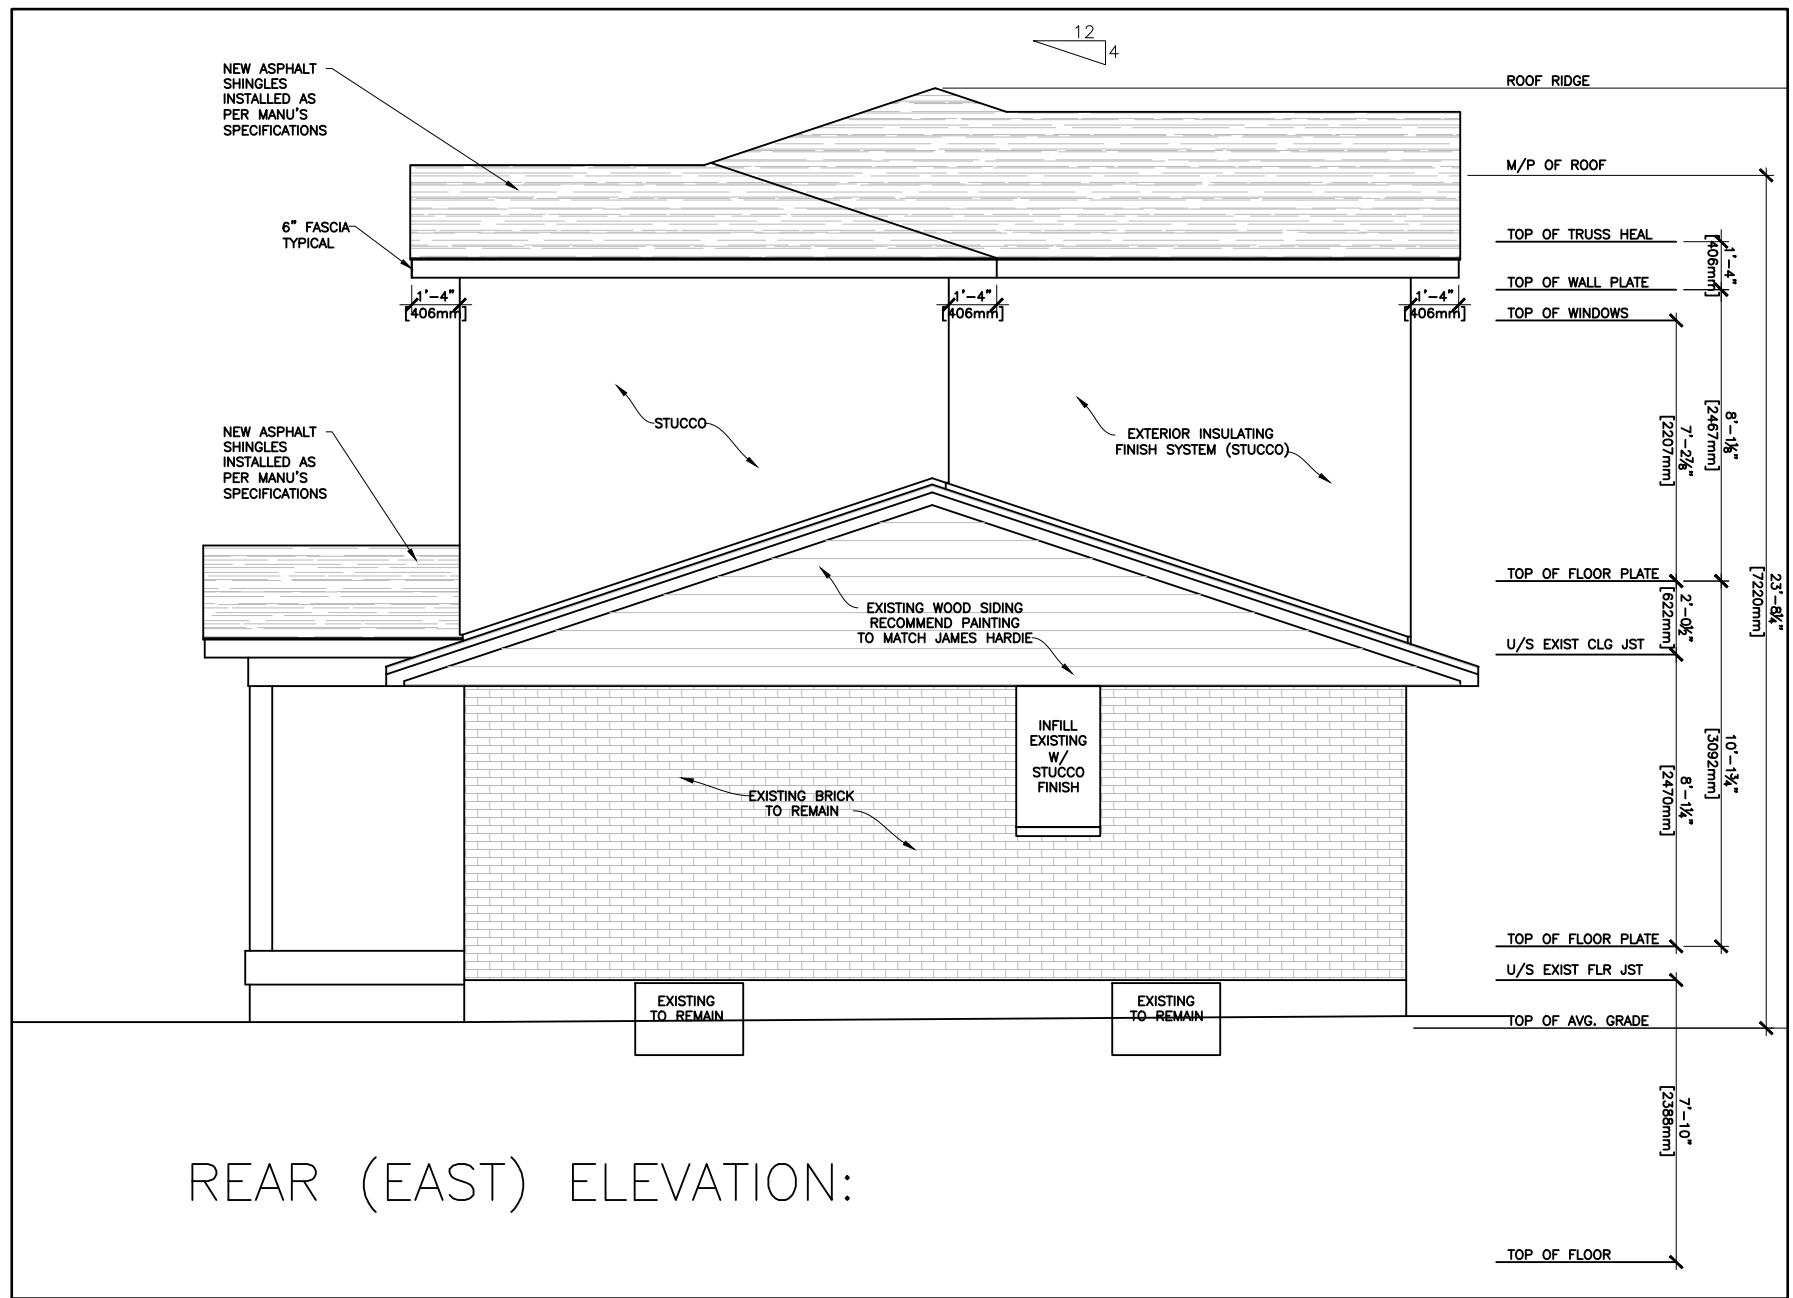 12
4
NEW ASPHALT
SHINGLES
INSTALLED AS
PER MANU'S
SPECIFICATIONS
6" FASCIA
TYPICAL
ROOF RIDGE
M/P OF ROOF
TOP OF TRUSS HEAL
TOP OF WALL PLATE
TOP OF WINDOWS
1'-4"
[406mm]
1'-4"
[406mm]
1'-4"
[406mm]
1'-4"
[406mm]
STUCCO
EXTERIOR INSULATING
FINISH SYSTEM (STUCCO)
8'-1⅛"
[2467mm]
7'-2⅞"
[2207mm]
NEW ASPHALT
SHINGLES
INSTALLED AS
PER MANU'S
SPECIFICATIONS
TOP OF FLOOR PLATE
23'-8¼"
[7220mm]
2'-0½"
[622mm]
EXISTING WOOD SIDING
RECOMMEND PAINTING
TO MATCH JAMES HARDIE
U/S EXIST CLG JST
INFILL
EXISTING
W/
STUCCO
FINISH
10'-1¾"
[3092mm]
8'-1¼"
[2470mm]
EXISTING BRICK
TO REMAIN
TOP OF FLOOR PLATE
U/S EXIST FLR JST
EXISTING
TO REMAIN
EXISTING
TO REMAIN
TOP OF AVG. GRADE
7'-10"
[2388mm]
REAR (EAST) ELEVATION:
TOP OF FLOOR